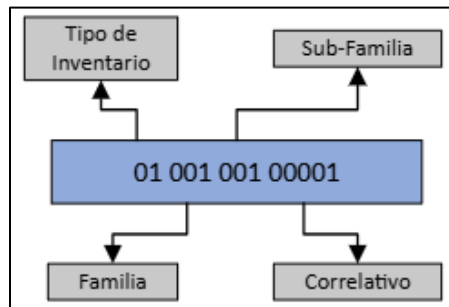 Tipo de
Inventario
Sub-Familia
01 001 001 00001
Familia
Correlativo